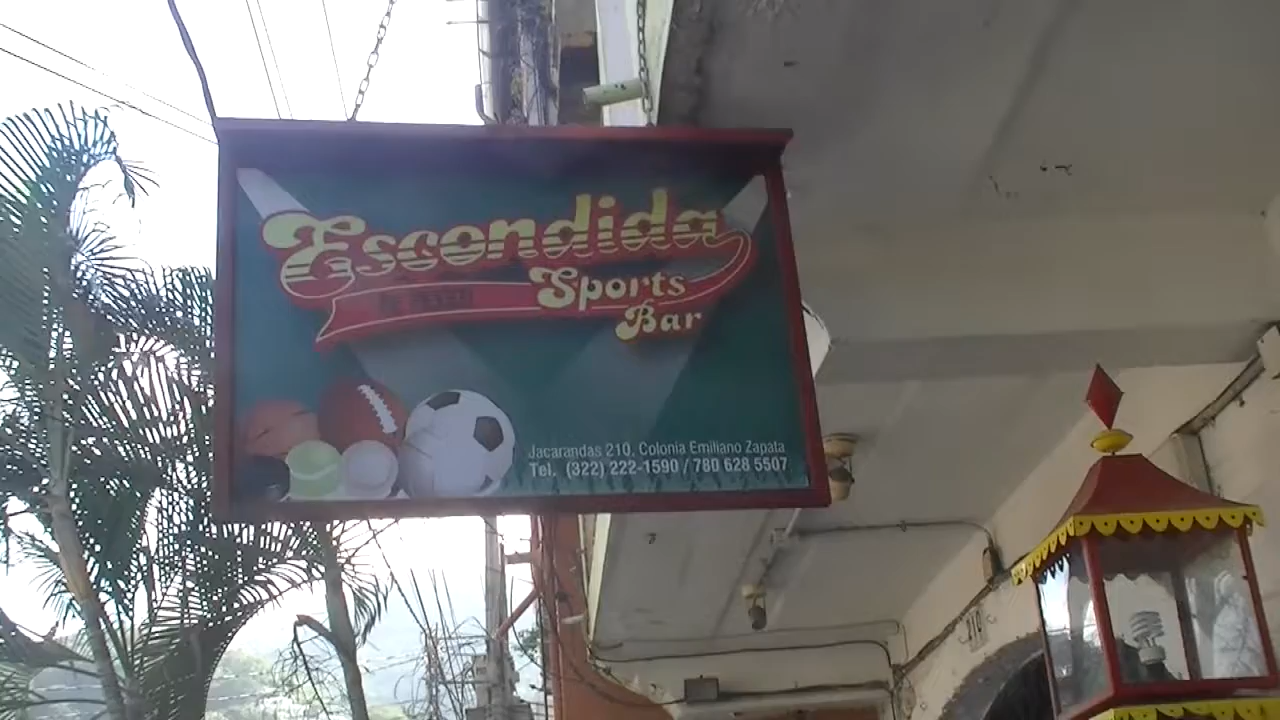 Escondida
Sports
Bar
Jacarandas 210, Colonia Emiliano Zapata
Tel. (322) 222-1590 / 780 628 5507
210